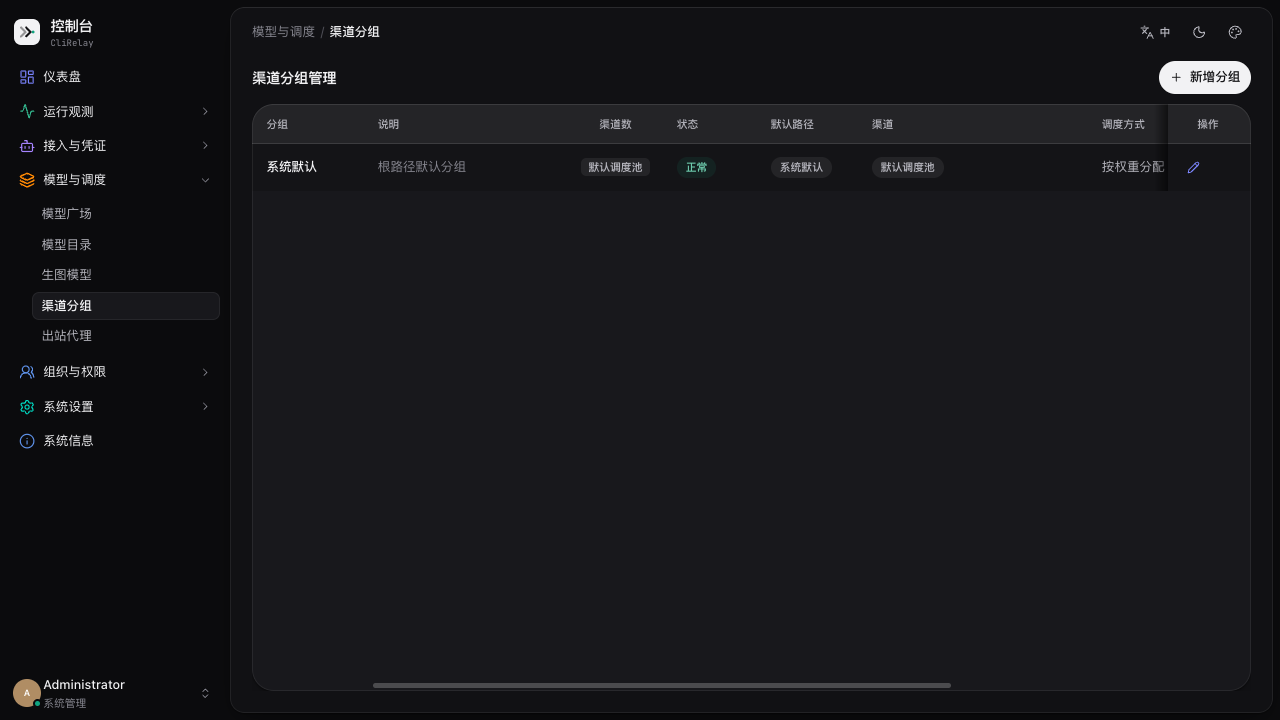 控制台
CliRelay
仪表盘
运行观测
接入与凭证
模型与调度
模型广场
模型目录
生图模型
渠道分组
出站代理
组织与权限
系统设置
系统信息
A
Administrator
系统管理
模型与调度 / 渠道分组
中
渠道分组管理
新增分组
分组 说明 渠道数 状态 默认路径 渠道 调度方式 操作
系统默认 根路径默认分组 默认调度池 正常 系统默认 默认调度池 按权重分配